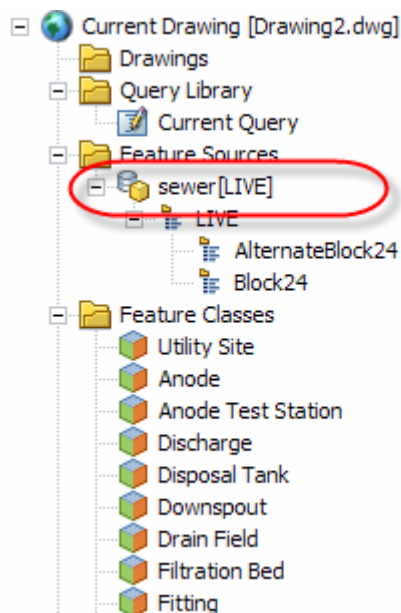 Current Drawing [Drawing2.dwg]
Drawings
Query Library
Current Query
Feature Sources
sewer[LIVE]
LIVE
AlternateBlock24
Block24
Feature Classes
Utility Site
Anode
Anode Test Station
Discharge
Disposal Tank
Downspout
Drain Field
Filtration Bed
Fitting